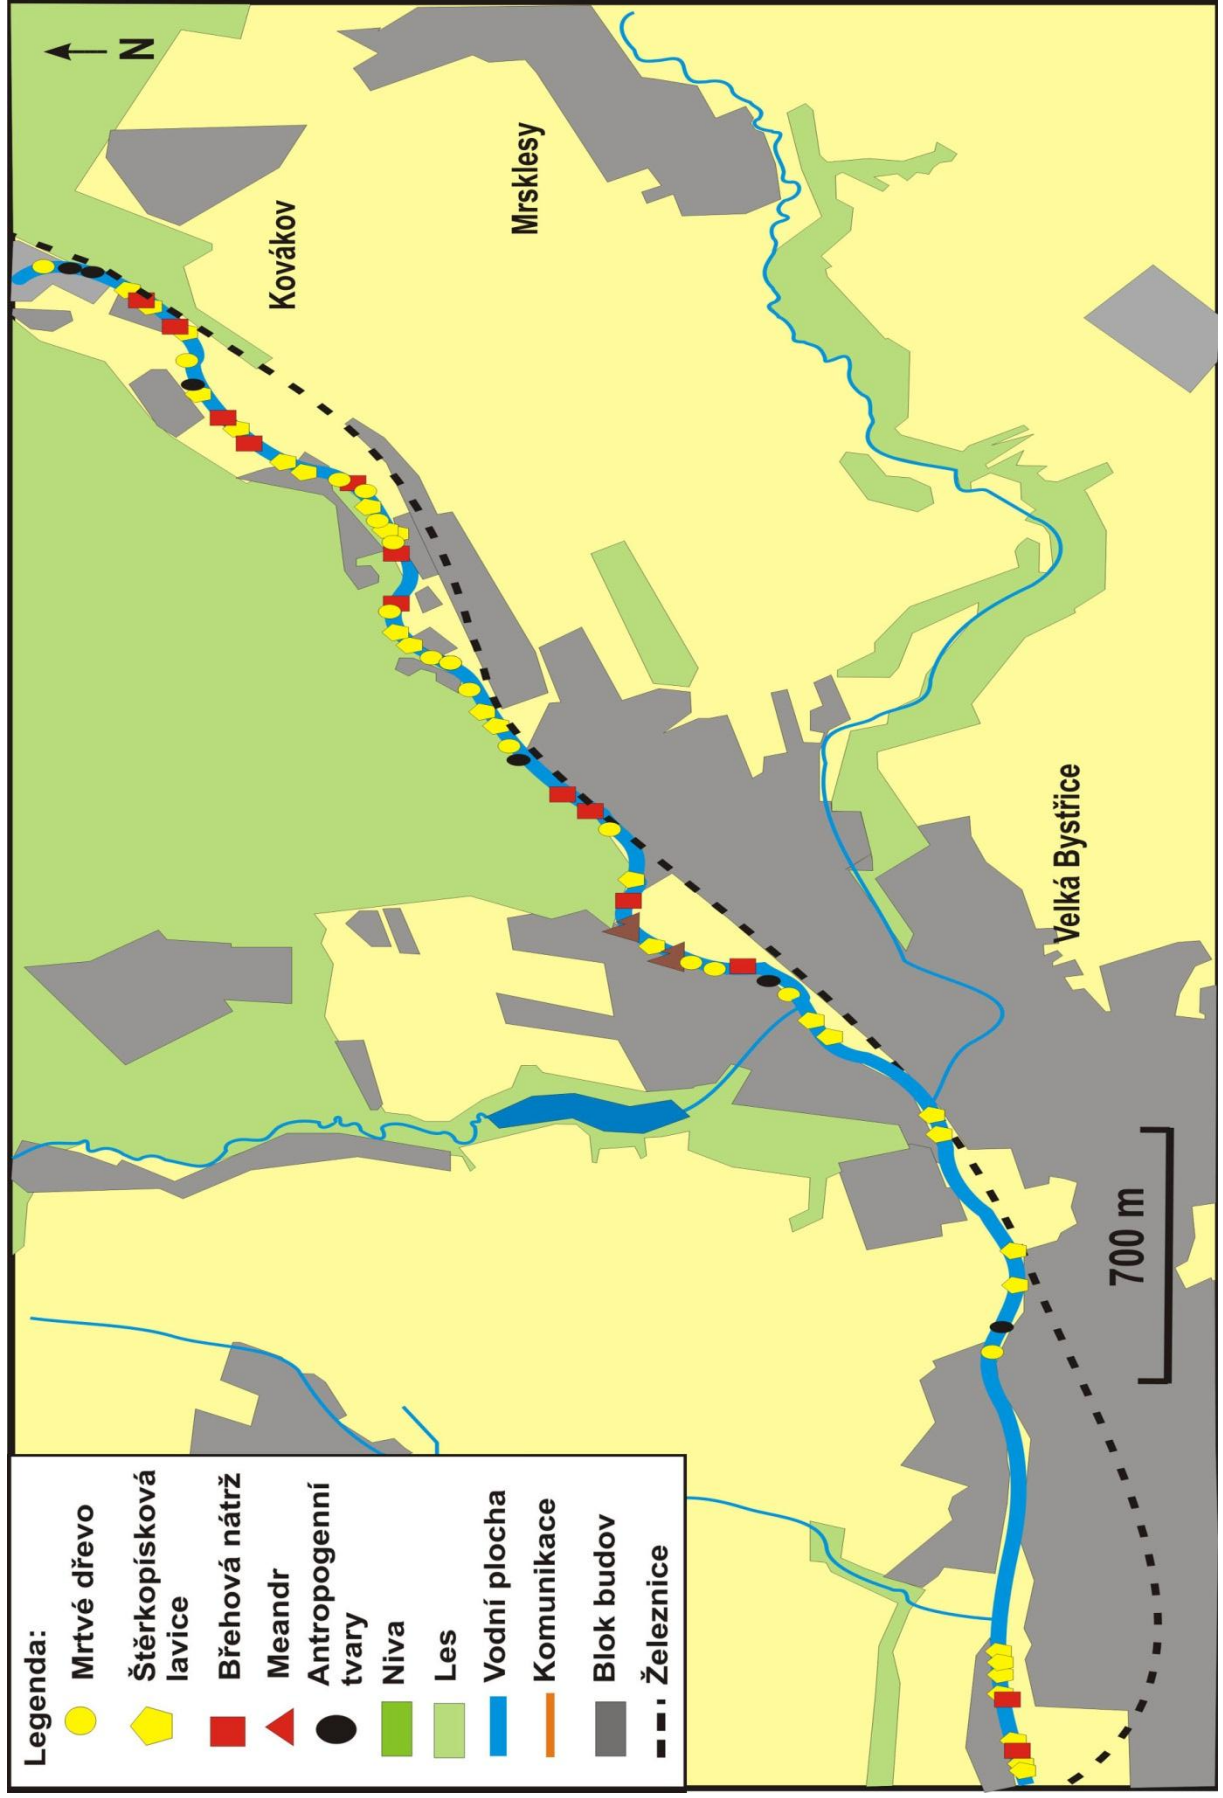 N
Kovákov
Mrsklesy
Velká Bystřice
700 m
Legenda:
Mrtvé dřevo
Štěrkopísková
lavice
Břehová nátrž
Meandr
Antropogenní
tvary
Niva
Les
Vodní plocha
Komunikace
Blok budov
Železnice